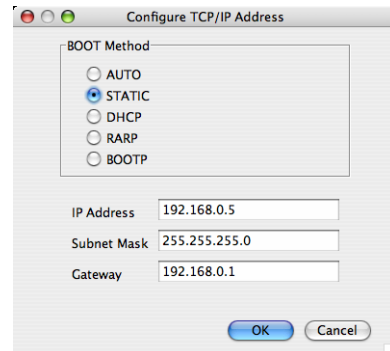 Configure TCP/IP Address
BOOT Method
AUTO
STATIC
DHCP
RARP
BOOTP
IP Address 192.168.0.5
Subnet Mask 255.255.255.0
Gateway 192.168.0.1
OK Cancel